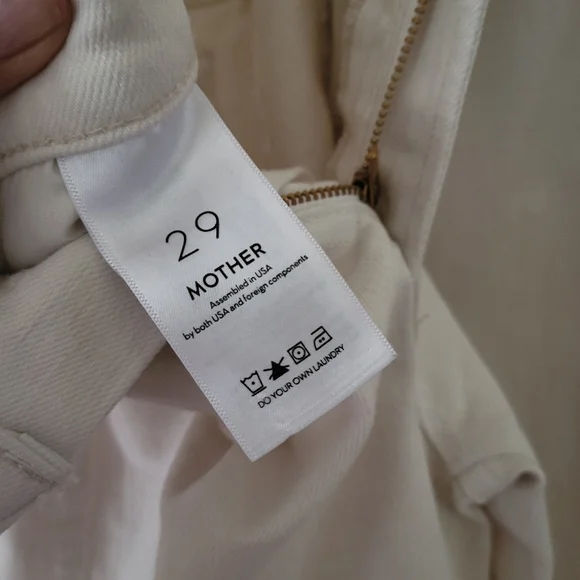 29
MOTHER
Assembled in USA
by both USA and foreign components
DO YOUR OWN LAUNDRY